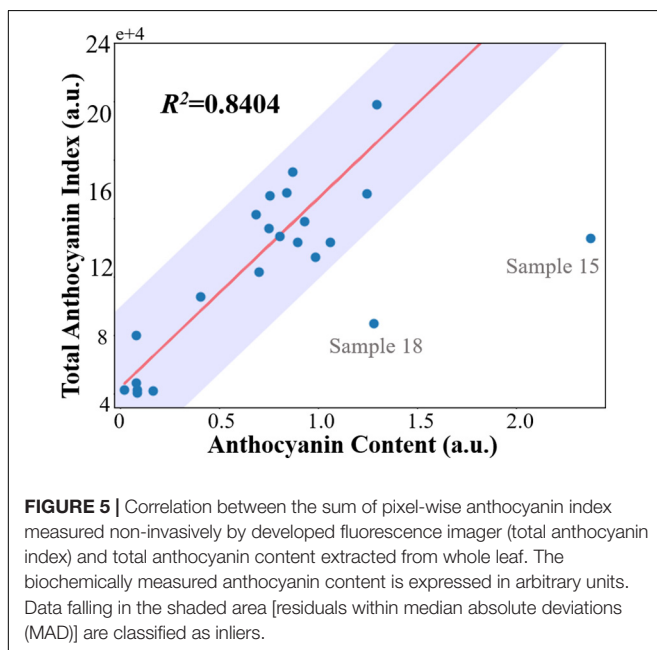 e+4
24
R²=0.8404
20
16
12
8
4
Total Anthocyanin Index (a.u.)
Sample 15
Sample 18
0 0.5 1.0 1.5 2.0
Anthocyanin Content (a.u.)
FIGURE 5 | Correlation between the sum of pixel-wise anthocyanin index
measured non-invasively by developed fluorescence imager (total anthocyanin
index) and total anthocyanin content extracted from whole leaf. The
biochemically measured anthocyanin content is expressed in arbitrary units.
Data falling in the shaded area [residuals within median absolute deviations
(MAD)] are classified as inliers.